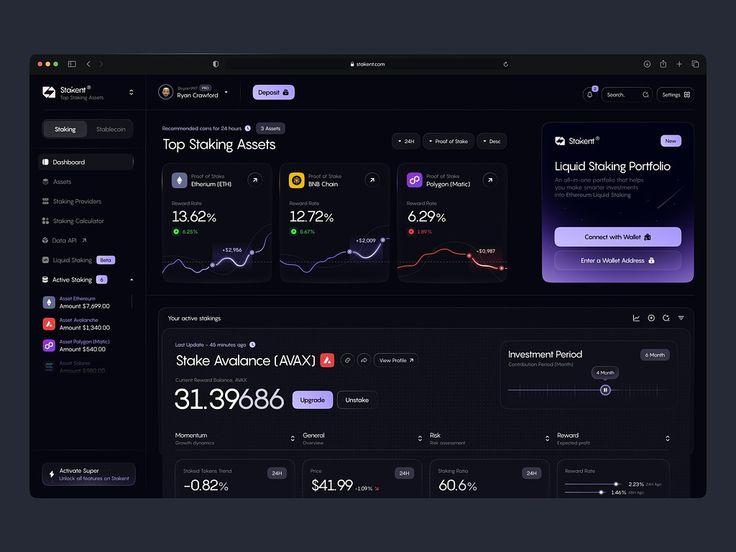 stakent.com
Stakent®
Top Staking Assets
Staking
Stablecoin
Dashboard
Assets
Staking Providers
Staking Calculator
Data API
Liquid Staking
Beta
Active Staking
6
Asset Ethereum
Amount $7,699.00
Asset Avalanche
Amount $1,340.00
Asset Polygon (Matic)
Amount $540.00
Asset Solana
Amount $980.00
Activate Super
Unlock all features on Stakent
PRO
Ryan Crawford
Deposit
2
Search..
Settings
Recommended coins for 24 hours
3 Assets
Top Staking Assets
24H
Proof of Stake
Desc
Proof of Stake
Etherium (ETH)
Reward Rate
13.62%
6.25%
+$2,956
Proof of Stake
BNB Chain
Reward Rate
12.72%
5.67%
+$2,009
Proof of Stake
Polygon (Matic)
Reward Rate
6.29%
1.89%
-$0,987
Stakent®
New
Liquid Staking Portfolio
An all-in-one portfolio that helps
you make smarter investments
into Ethereum Liquid Staking
Connect with Wallet
Enter a Wallet Address
Your active stakings
Last Update - 45 minutes ago
Stake Avalance (AVAX)
View Profile
Current Reward Balance, AVAX
31.39686
Upgrade
Unstake
Investment Period
Contribution Period (Month)
6 Month
4 Month
Momentum
Growth dynamics
General
Overview
Risk
Risk assessment
Reward
Expected profit
Staked Tokens Trend
24H
-0.82%
Price
24H
$41.99
-1.09%
Staking Ratio
24H
60.6%
Reward Rate
2.23%
24H Ago
1.46%
48H Ago